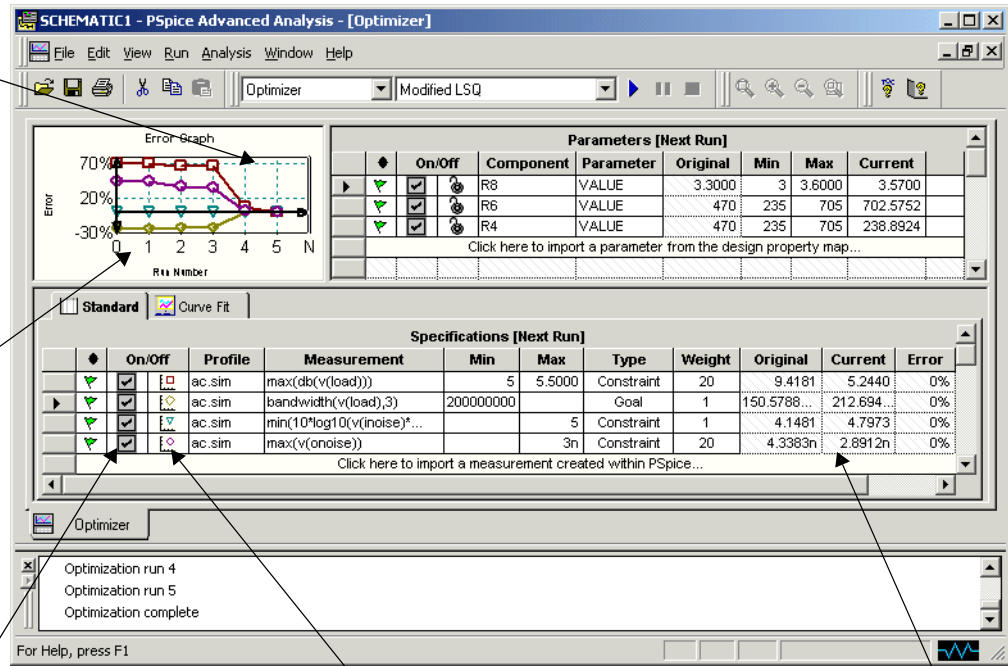 SCHEMATIC1 - PSpice Advanced Analysis - [Optimizer]
File Edit View Run Analysis Window Help
Optimizer Modified LSQ
Error Graph
70%
20%
-30%
Error
0 1 2 3 4 5 N
Run Number
Parameters [Next Run]
On/Off Component Parameter Original Min Max Current
R8 VALUE 3.3000 3 3.6000 3.5700
R6 VALUE 470 235 705 702.5752
R4 VALUE 470 235 705 238.8924
Click here to import a parameter from the design property map...
Standard Curve Fit
Specifications [Next Run]
On/Off Profile Measurement Min Max Type Weight Original Current Error
ac.sim max(db(v(load))) 5 5.5000 Constraint 20 9.4181 5.2440 0%
ac.sim bandwidth(v(load),3) 200000000 Goal 1 150.5788... 212.694... 0%
ac.sim min(10*log10(v(inoise)*... 5 Constraint 1 4.1481 4.7973 0%
ac.sim max(v(onoise)) 3n Constraint 20 4.3383n 2.8912n 0%
Click here to import a measurement created within PSpice...
Optimizer
Optimization run 4
Optimization run 5
Optimization complete
For Help, press F1